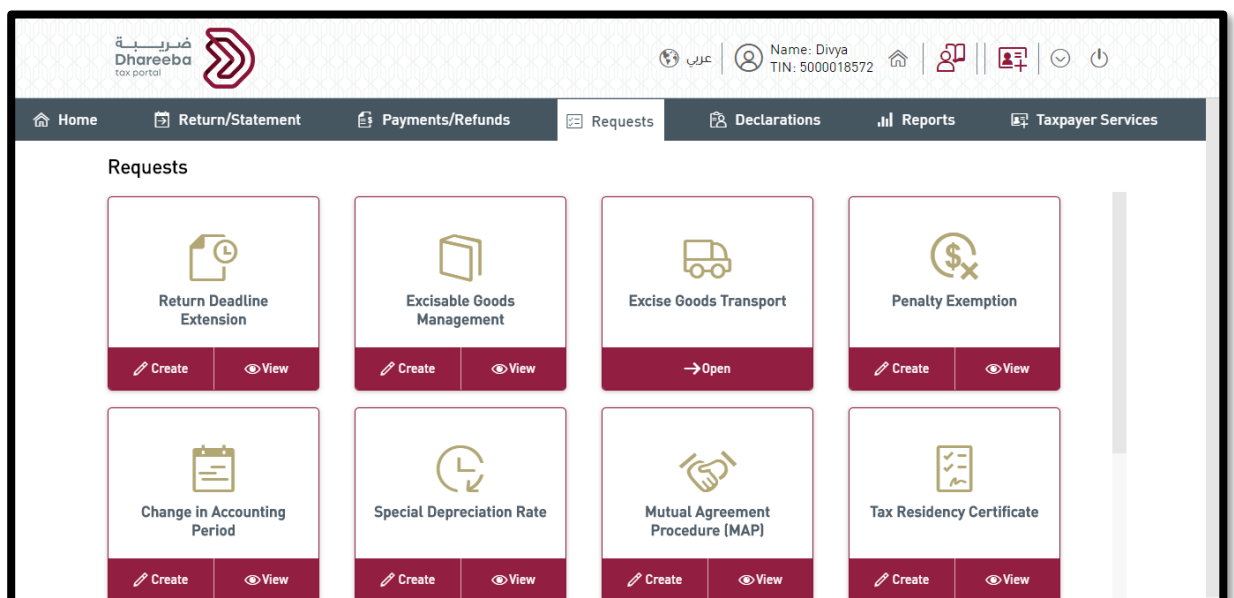 ضريبة
Dhareeba
tax portal
عربي
Name: Divya
TIN: 5000018572
Home
Return/Statement
Payments/Refunds
Requests
Declarations
Reports
Taxpayer Services
Requests
Return Deadline
Extension
Excisable Goods
Management
Excise Goods Transport
Penalty Exemption
Create
View
Create
View
Open
Create
View
Change in Accounting
Period
Special Depreciation Rate
Mutual Agreement
Procedure (MAP)
Tax Residency Certificate
Create
View
Create
View
Create
View
Create
View